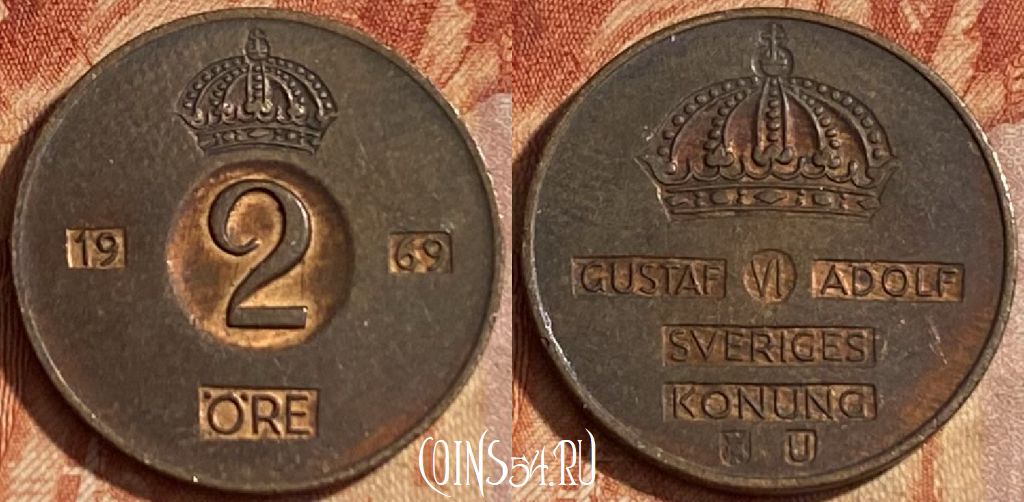 2
19 69
ÖRE
GUSTAF VI ADOLF
SVERIGES
KONUNG
U
COINS54.RU